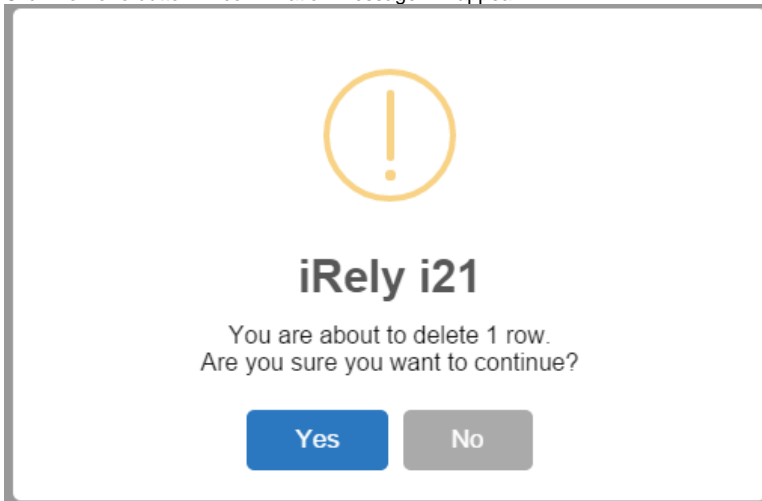 iRely i21
You are about to delete 1 row.
Are you sure you want to continue?
Yes
No